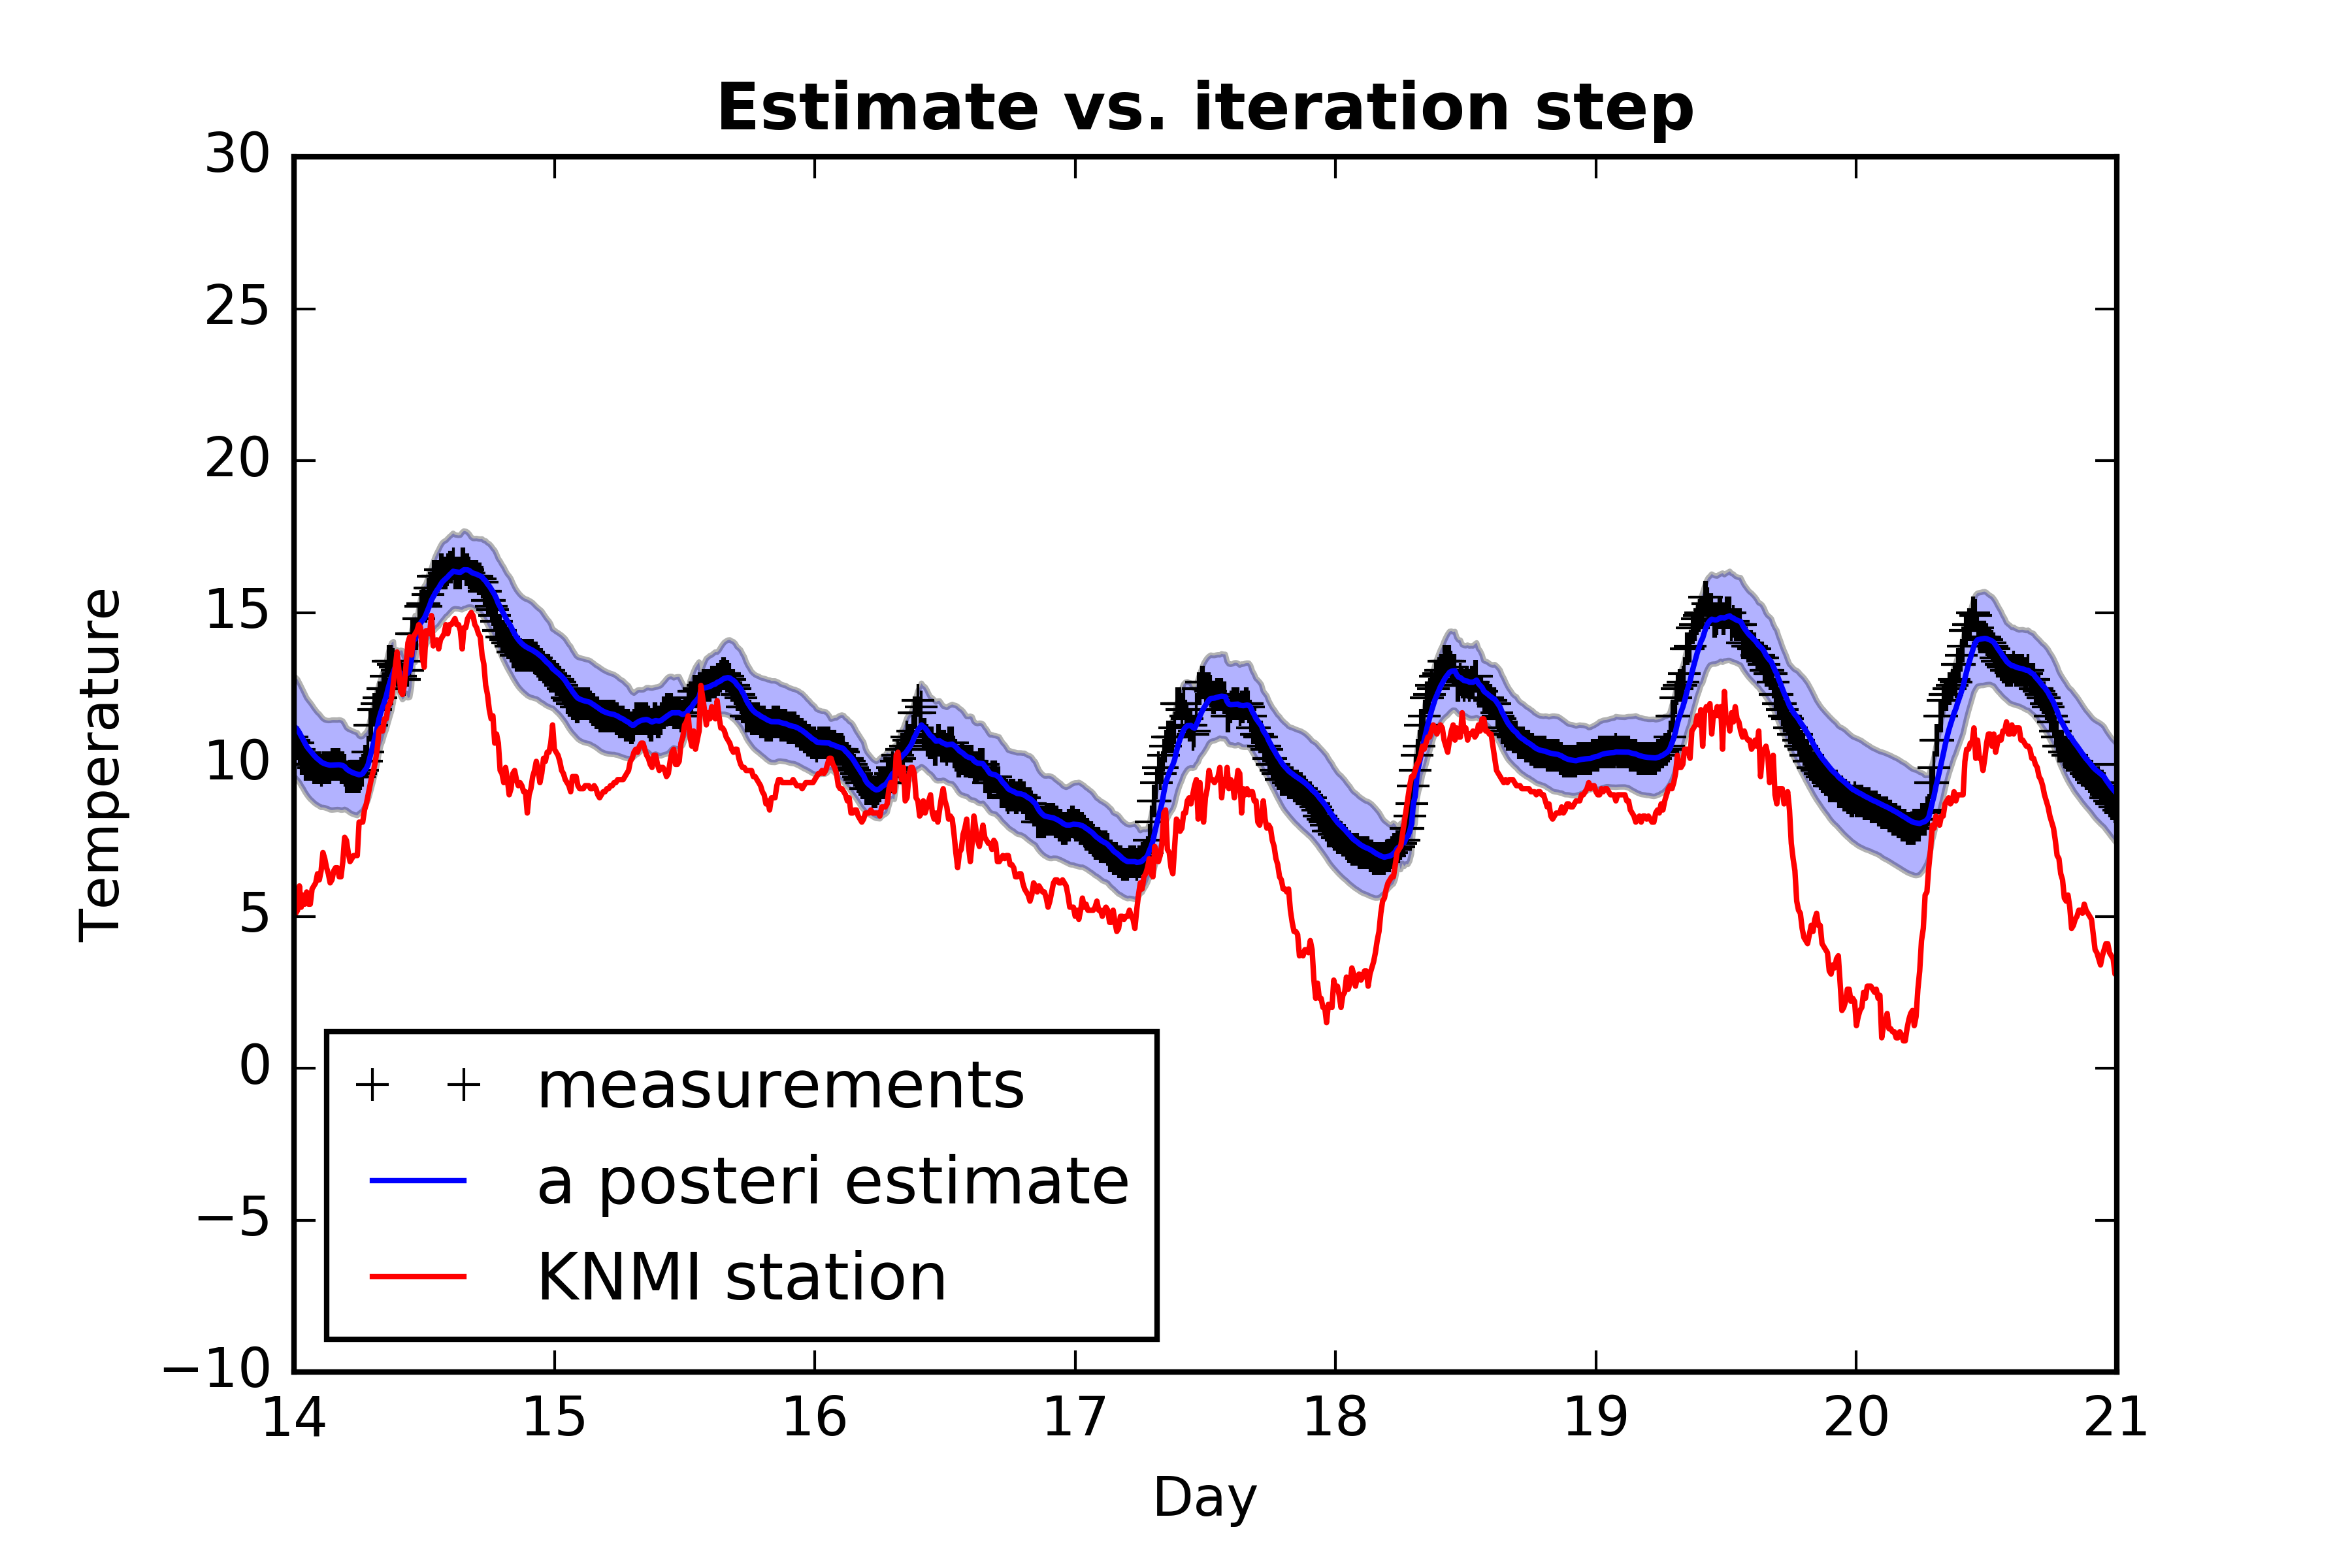 Estimate vs. iteration step
30
25
20
15
10
5
0
−5
−10
Temperature
measurements
a posteri estimate
KNMI station
14 15 16 17 18 19 20 21
Day